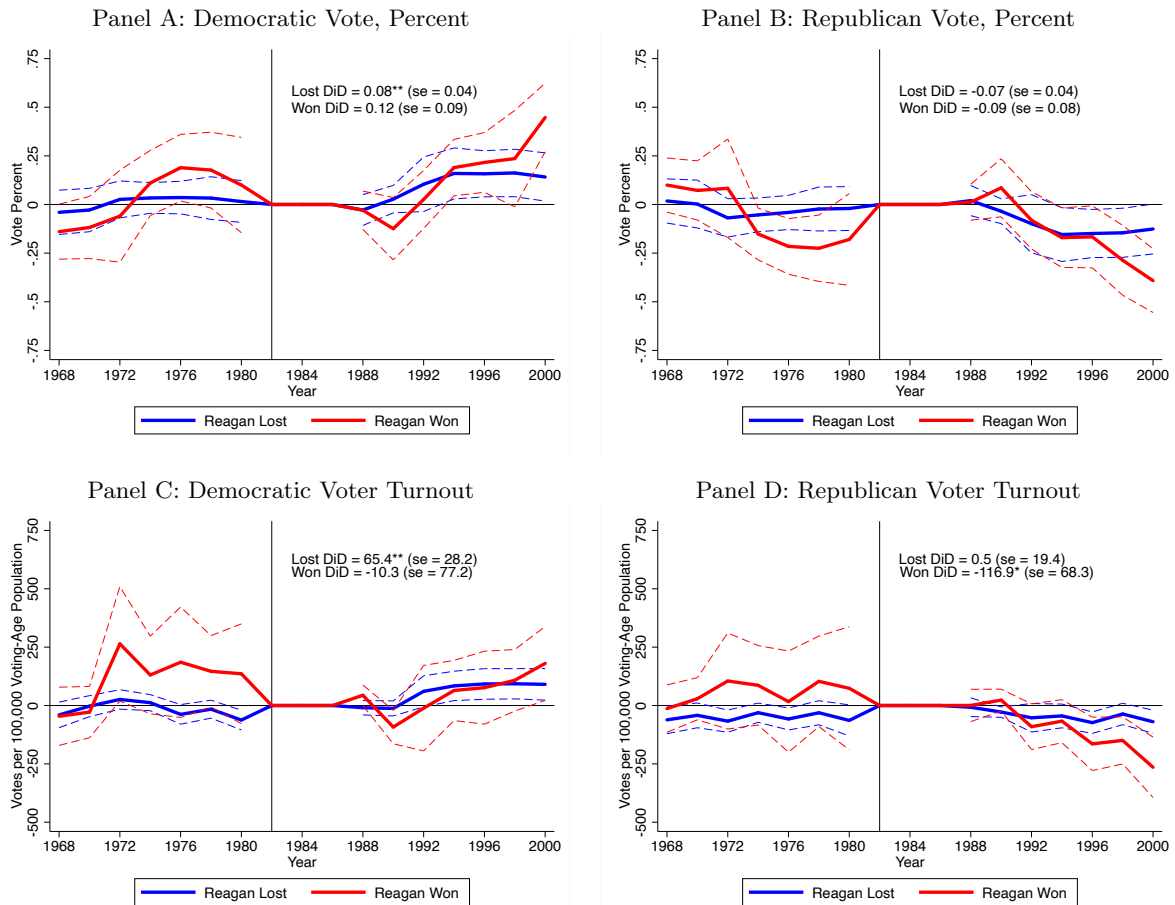 Panel A: Democratic Vote, Percent
Lost DiD = 0.08** (se = 0.04)
Won DiD = 0.12 (se = 0.09)
Vote Percent
.75
.5
.25
0
-.25
-.5
-.75
1968 1972 1976 1980 1984 1988 1992 1996 2000
Year
Reagan Lost Reagan Won
Panel B: Republican Vote, Percent
Lost DiD = -0.07 (se = 0.04)
Won DiD = -0.09 (se = 0.08)
Vote Percent
.75
.5
.25
0
-.25
-.5
-.75
1968 1972 1976 1980 1984 1988 1992 1996 2000
Year
Reagan Lost Reagan Won
Panel C: Democratic Voter Turnout
Lost DiD = 65.4** (se = 28.2)
Won DiD = -10.3 (se = 77.2)
Votes per 100,000 Voting-Age Population
750
500
250
0
-250
-500
1968 1972 1976 1980 1984 1988 1992 1996 2000
Year
Reagan Lost Reagan Won
Panel D: Republican Voter Turnout
Lost DiD = 0.5 (se = 19.4)
Won DiD = -116.9* (se = 68.3)
Votes per 100,000 Voting-Age Population
750
500
250
0
-250
-500
1968 1972 1976 1980 1984 1988 1992 1996 2000
Year
Reagan Lost Reagan Won